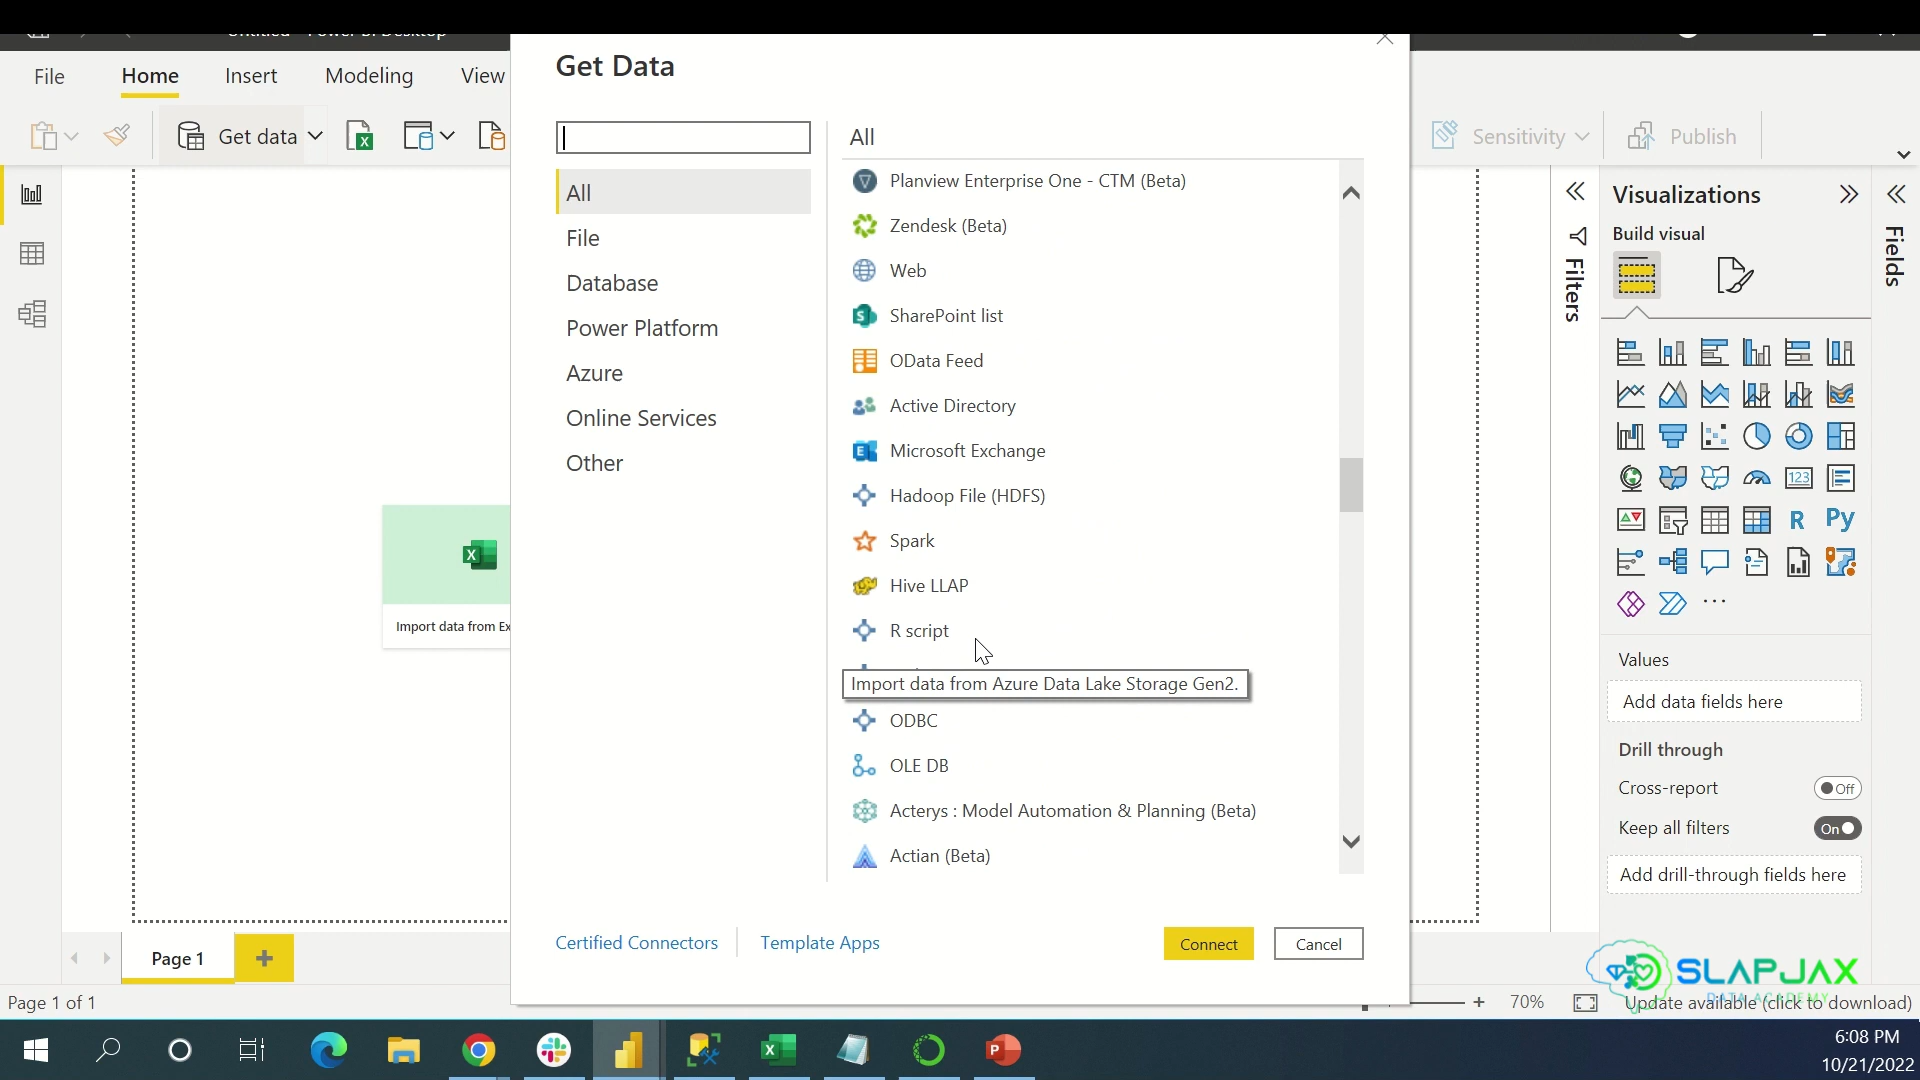 File
Home
Insert
Modeling
View
Get data
Sensitivity
Publish
Get Data
All
File
Database
Power Platform
Azure
Online Services
Other
All
Planview Enterprise One - CTM (Beta)
Zendesk (Beta)
Web
SharePoint list
OData Feed
Active Directory
Microsoft Exchange
Hadoop File (HDFS)
Spark
Hive LLAP
R script
Import data from Azure Data Lake Storage Gen2.
ODBC
OLE DB
Acterys : Model Automation & Planning (Beta)
Actian (Beta)
Certified Connectors
Template Apps
Connect
Cancel
Import data from Ex
Filters
Visualizations
Build visual
Fields
123
R
Py
Values
Add data fields here
Drill through
Cross-report
Off
Keep all filters
On
Add drill-through fields here
Page 1
Page 1 of 1
70%
SLAPJAX
DATA ACADEMY
Update available (click to download)
6:08 PM
10/21/2022